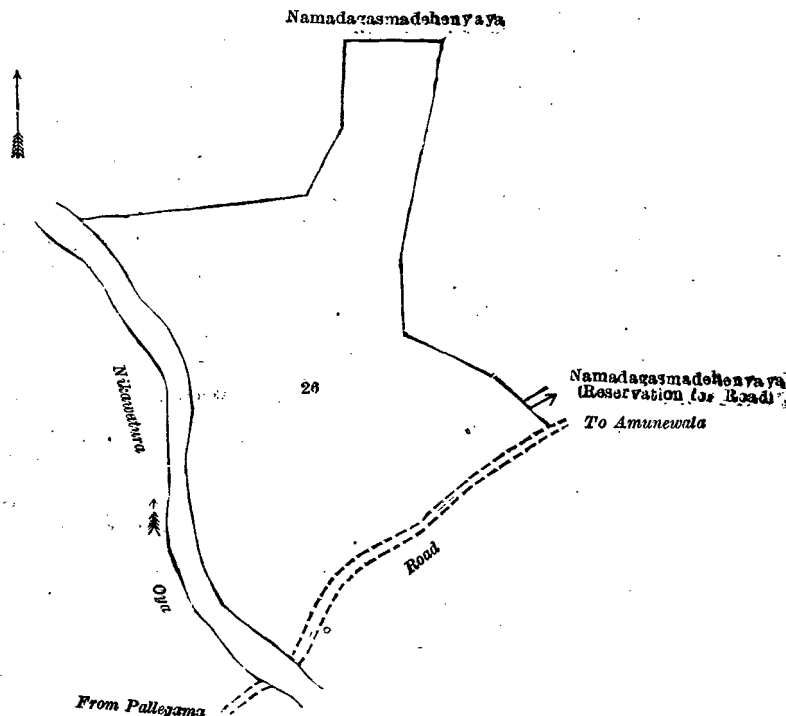 Namadagasmadehenyaya
26
Nikawatura
Oya
Namadagasmadehenyaya
(Reservation for Road)
To Amunewala
Road
From Pallegama